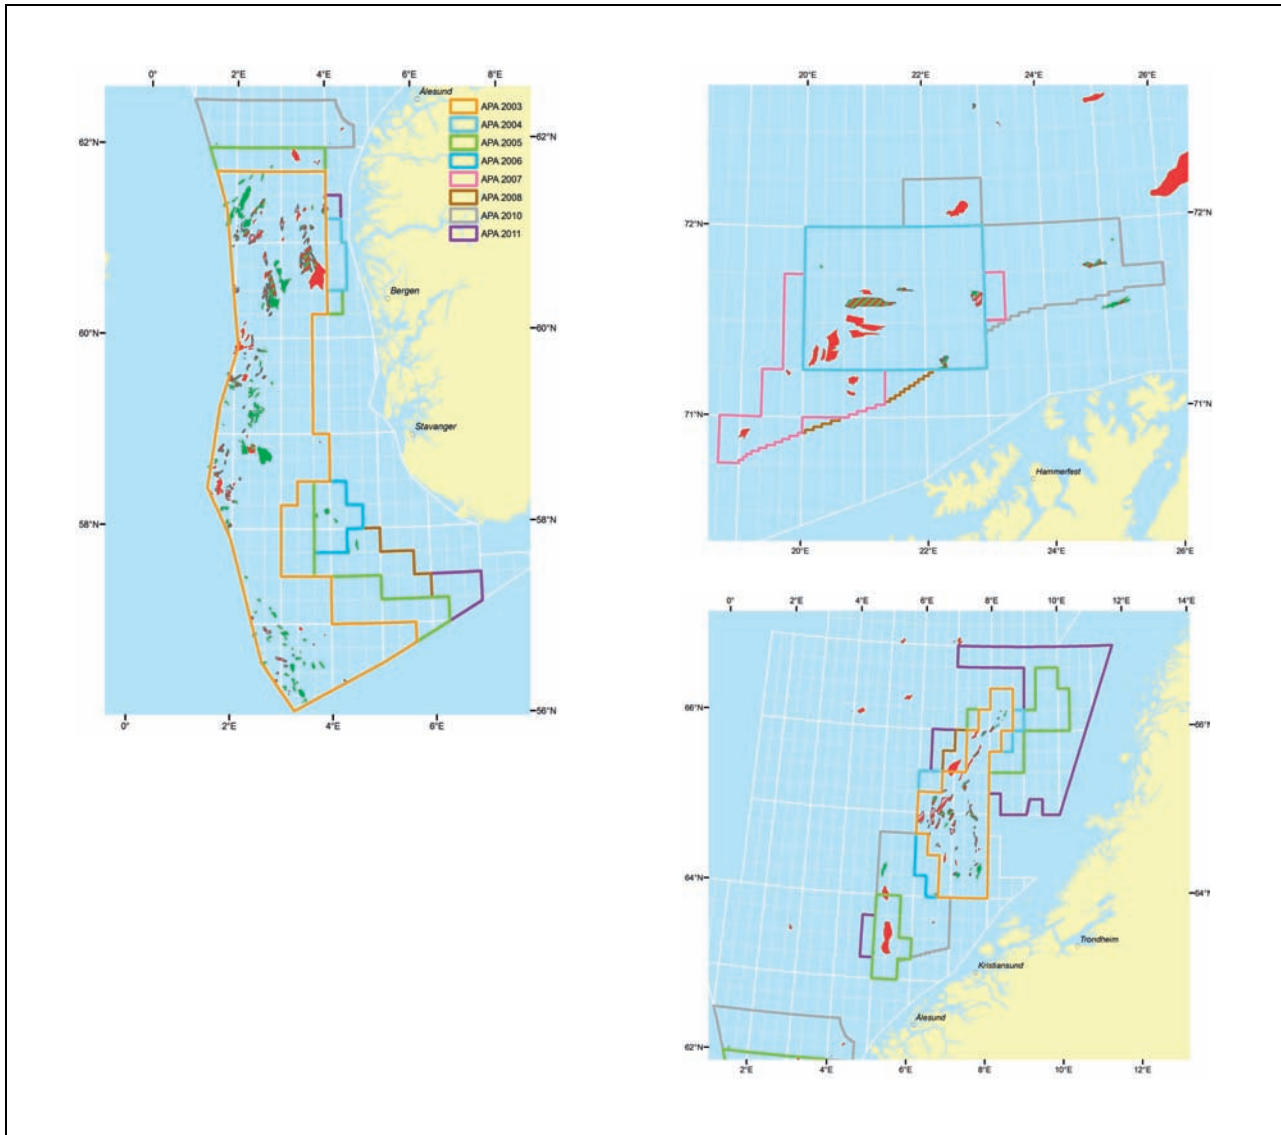 0° 2°E 4°E 6°E 8°E
Ålesund
APA 2003
APA 2004
APA 2005
APA 2006
APA 2007
APA 2008
APA 2010
APA 2011
62°N 62°N
Bergen
60°N 60°N
Stavanger
58°N 58°N
56°N
0° 2°E 4°E 6°E
20°E 22°E 24°E 26°E
72°N 72°N
71°N 71°N
Hammerfest
20°E 22°E 24°E 26°E
0° 2°E 4°E 6°E 8°E 10°E 12°E 14°E
66°N 66°N
64°N 64°N
Trondheim
Kristiansund
Ålesund
62°N
2°E 4°E 6°E 8°E 10°E 12°E